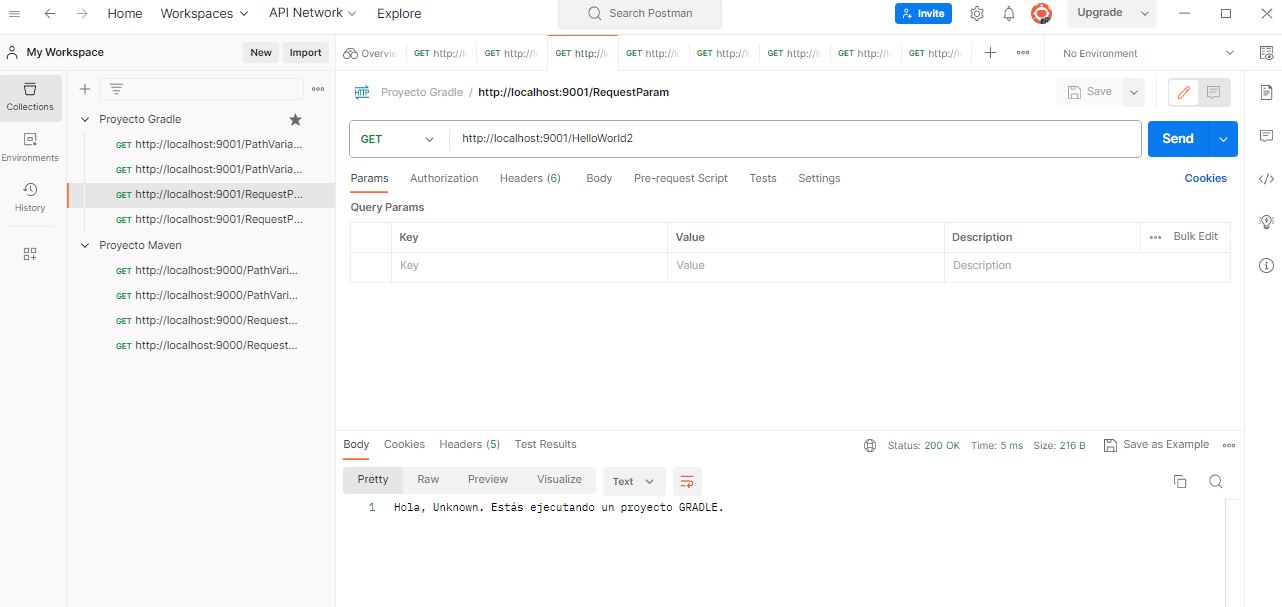 Home Workspaces API Network Explore Search Postman Invite Upgrade
My Workspace New Import Overvie GET http://lo GET http://lo GET http://lo GET http://lo GET http://lo GET http://lo GET http://lo GET http://lo No Environment
Collections
Environments
History
Proyecto Gradle
GET http://localhost:9001/PathVaria...
GET http://localhost:9001/PathVaria...
GET http://localhost:9001/RequestP...
GET http://localhost:9001/RequestP...
Proyecto Maven
GET http://localhost:9000/PathVari...
GET http://localhost:9000/PathVari...
GET http://localhost:9000/Request...
GET http://localhost:9000/Request...
HTTP Proyecto Gradle / http://localhost:9001/RequestParam Save
GET http://localhost:9001/HelloWorld2 Send
Params Authorization Headers (6) Body Pre-request Script Tests Settings Cookies
Query Params
Key Value Description Bulk Edit
Key Value Description
Body Cookies Headers (5) Test Results Status: 200 OK Time: 5 ms Size: 216 B Save as Example
Pretty Raw Preview Visualize Text
1 Hola, Unknown. Estás ejecutando un proyecto GRADLE.